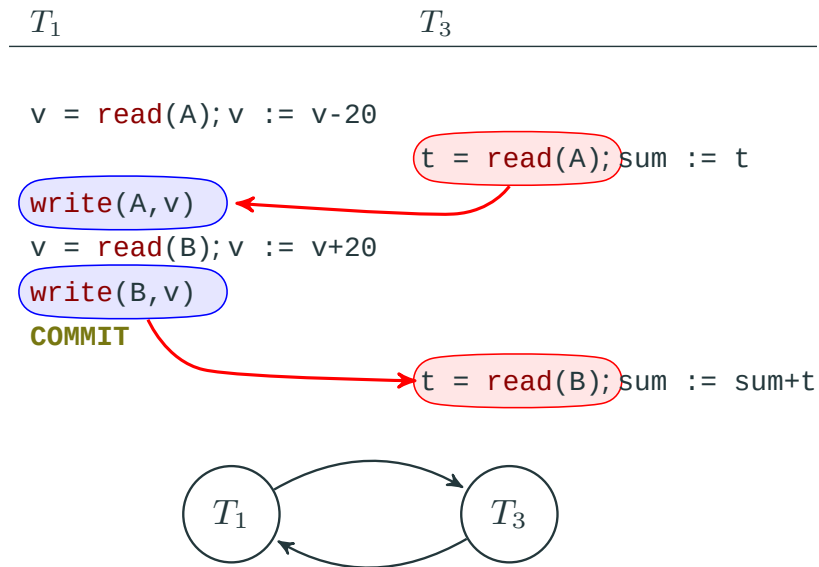 T1 T3
v = read(A); v := v-20
t = read(A); sum := t
write(A,v)
v = read(B); v := v+20
write(B,v)
COMMIT
t = read(B); sum := sum+t
T1 T3